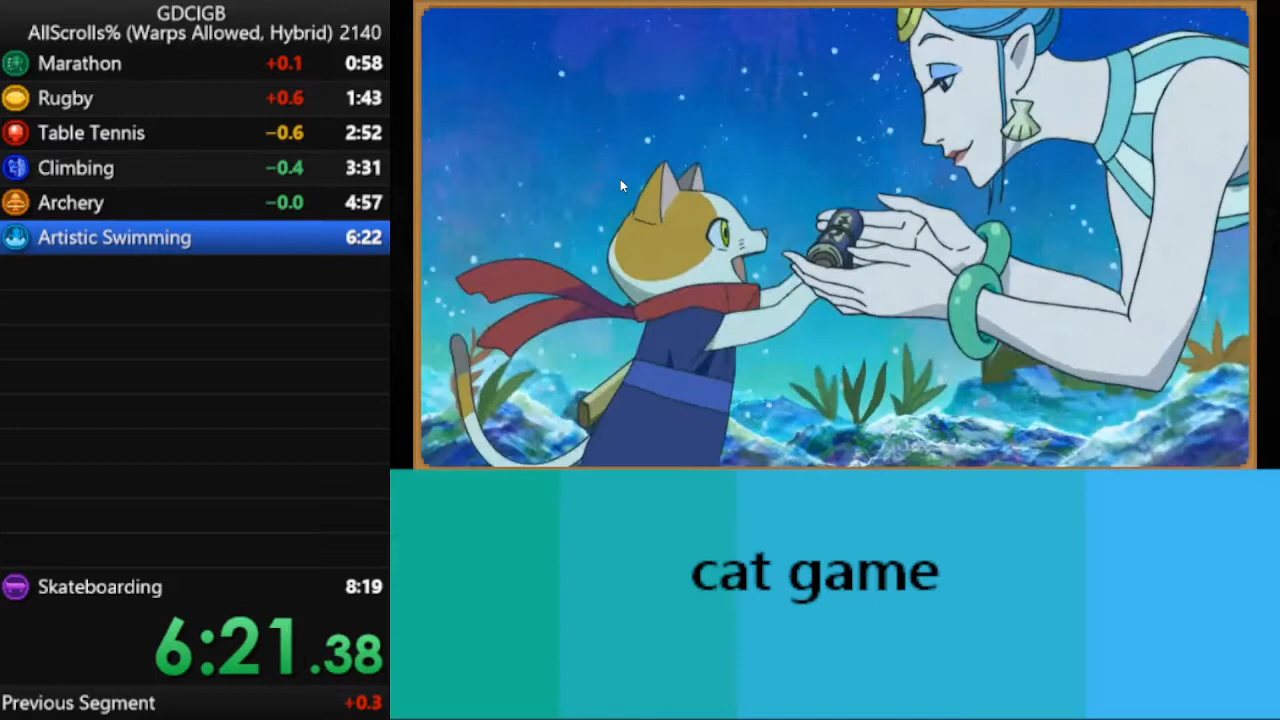 GDCIGB
AllScrolls% (Warps Allowed, Hybrid) 2140
Marathon +0.1 0:58
Rugby +0.6 1:43
Table Tennis −0.6 2:52
Climbing −0.4 3:31
Archery −0.0 4:57
Artistic Swimming 6:22
Skateboarding 8:19
6:21.38
Previous Segment +0.3
cat game